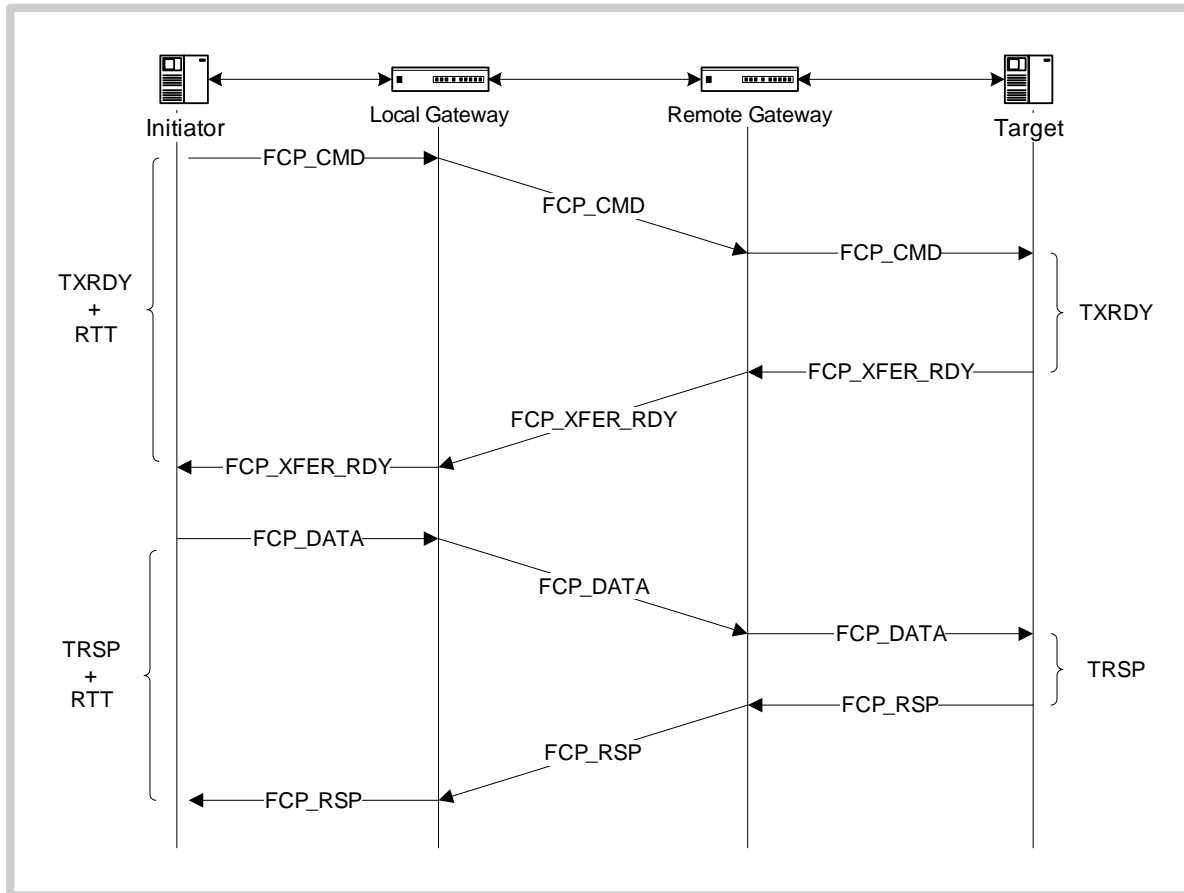 Initiator
Local Gateway
Remote Gateway
Target
FCP_CMD
FCP_CMD
FCP_CMD
TXRDY
+
RTT
TXRDY
FCP_XFER_RDY
FCP_XFER_RDY
FCP_XFER_RDY
FCP_DATA
FCP_DATA
FCP_DATA
TRSP
+
RTT
TRSP
FCP_RSP
FCP_RSP
FCP_RSP